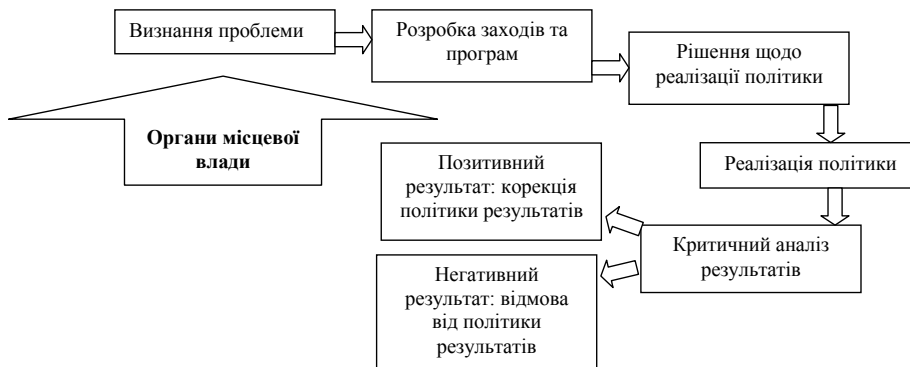 Визнання проблеми
Розробка заходів та
програм
Рішення щодо
реалізації політики
Органи місцевої
влади
Реалізація політики
Позитивний
результат: корекція
політики результатів
Критичний аналіз
результатів
Негативний
результат: відмова
від політики
результатів